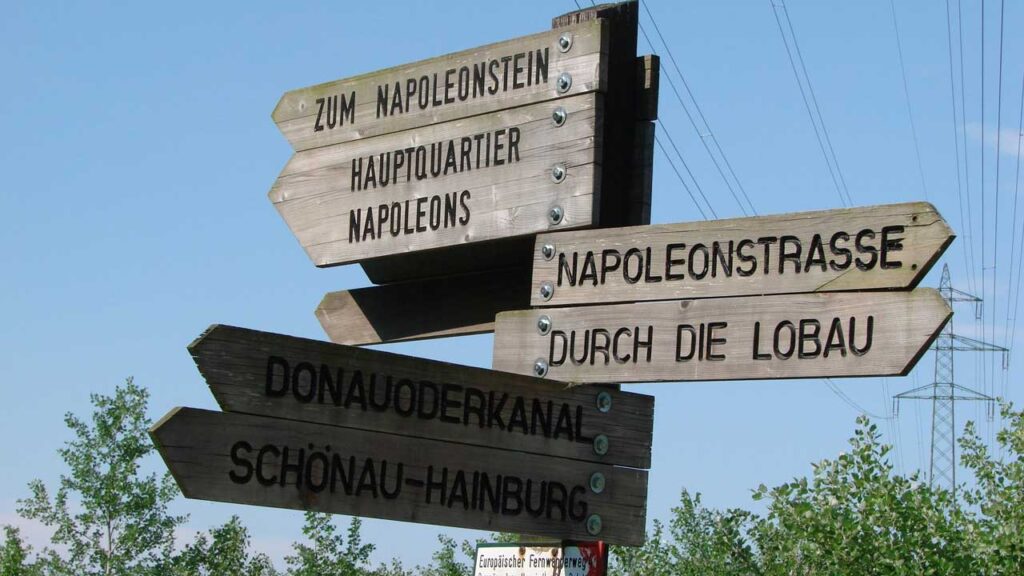 ZUM NAPOLEONSTEIN
HAUPTQUARTIER
NAPOLEONS
NAPOLEONSTRASSE.
DURCH DIE LOBAU
DONAUODERKANAL
SCHÖNAU-HAINBURG
Europäischer Fernwanderweg